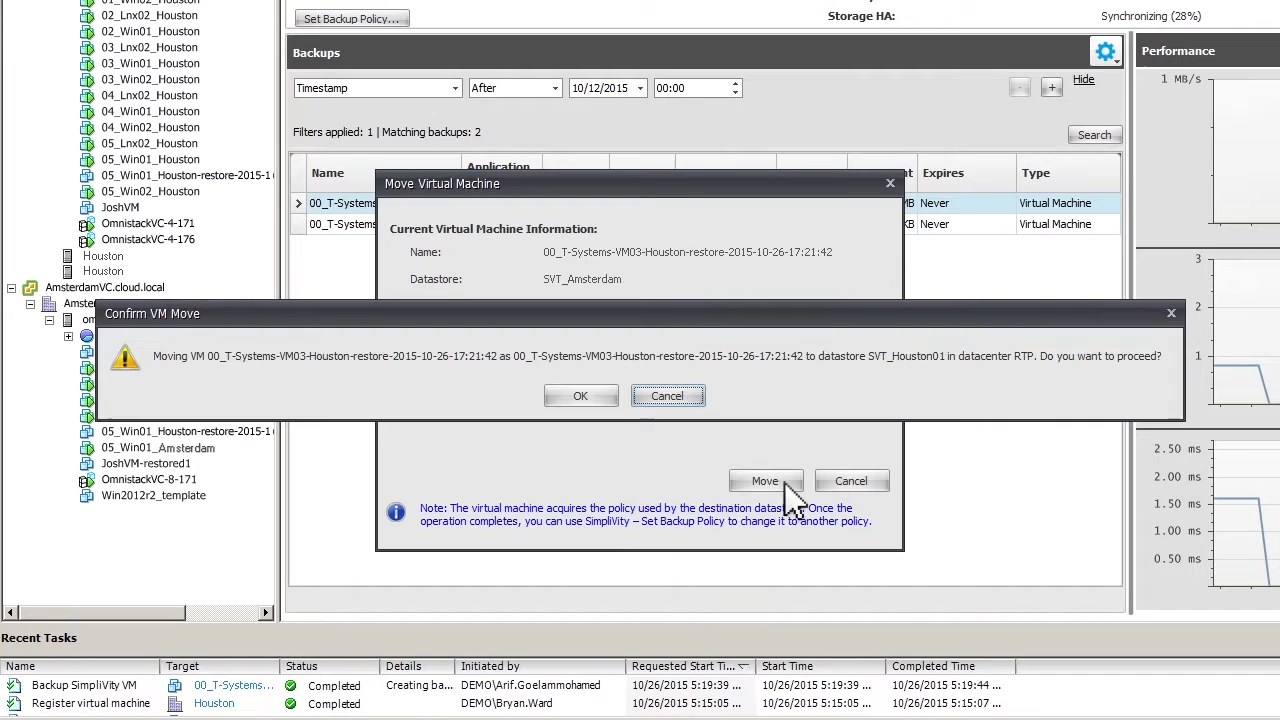 01_Win02_Houston
02_Lnx02_Houston
02_Win01_Houston
03_Lnx02_Houston
03_Win01_Houston
03_Win02_Houston
04_Lnx02_Houston
04_Win01_Houston
04_Win02_Houston
05_Lnx02_Houston
05_Win01_Houston
05_Win01_Houston-restore-2015-1
05_Win02_Houston
JoshVM
OmnistackVC-4-171
OmnistackVC-4-176
Houston
Houston
AmsterdamVC.cloud.local
Amste
om
05_Win01_Houston-restore-2015-1
05_Win01_Amsterdam
JoshVM-restored1
OmnistackVC-8-171
Win2012r2_template
Set Backup Policy...
Storage HA:
Synchronizing (28%)
Backups
Timestamp
After
10/12/2015
00:00
-
+
Hide
Filters applied: 1 | Matching backups: 2
Search
Name
Application
nt
Expires
Type
00_T-Systems
MB
Never
Virtual Machine
00_T-Systems
KB
Never
Virtual Machine
Move Virtual Machine
Current Virtual Machine Information:
Name:
00_T-Systems-VM03-Houston-restore-2015-10-26-17:21:42
Datastore:
SVT_Amsterdam
Confirm VM Move
Moving VM 00_T-Systems-VM03-Houston-restore-2015-10-26-17:21:42 as 00_T-Systems-VM03-Houston-restore-2015-10-26-17:21:42 to datastore SVT_Houston01 in datacenter RTP. Do you want to proceed?
OK
Cancel
Move
Cancel
Note: The virtual machine acquires the policy used by the destination datas Once the
operation completes, you can use SimpliVity – Set Backup Policy to change it to another policy.
Performance
1 MB/s
3
2
1
2.50 ms
2.00 ms
1.50 ms
1.00 ms
0.50 ms
Recent Tasks
Name
Target
Status
Details
Initiated by
Requested Start Ti...
Start Time
Completed Time
Backup SimpliVity VM
00_T-Systems...
Completed
Creating ba...
DEMO\Arif.Goelammohamed
10/26/2015 5:19:39 ...
10/26/2015 5:19:39 ...
10/26/2015 5:19:44 ...
Register virtual machine
Houston
Completed
DEMO\Bryan.Ward
10/26/2015 5:15:05 ...
10/26/2015 5:15:05 ...
10/26/2015 5:15:07 ...